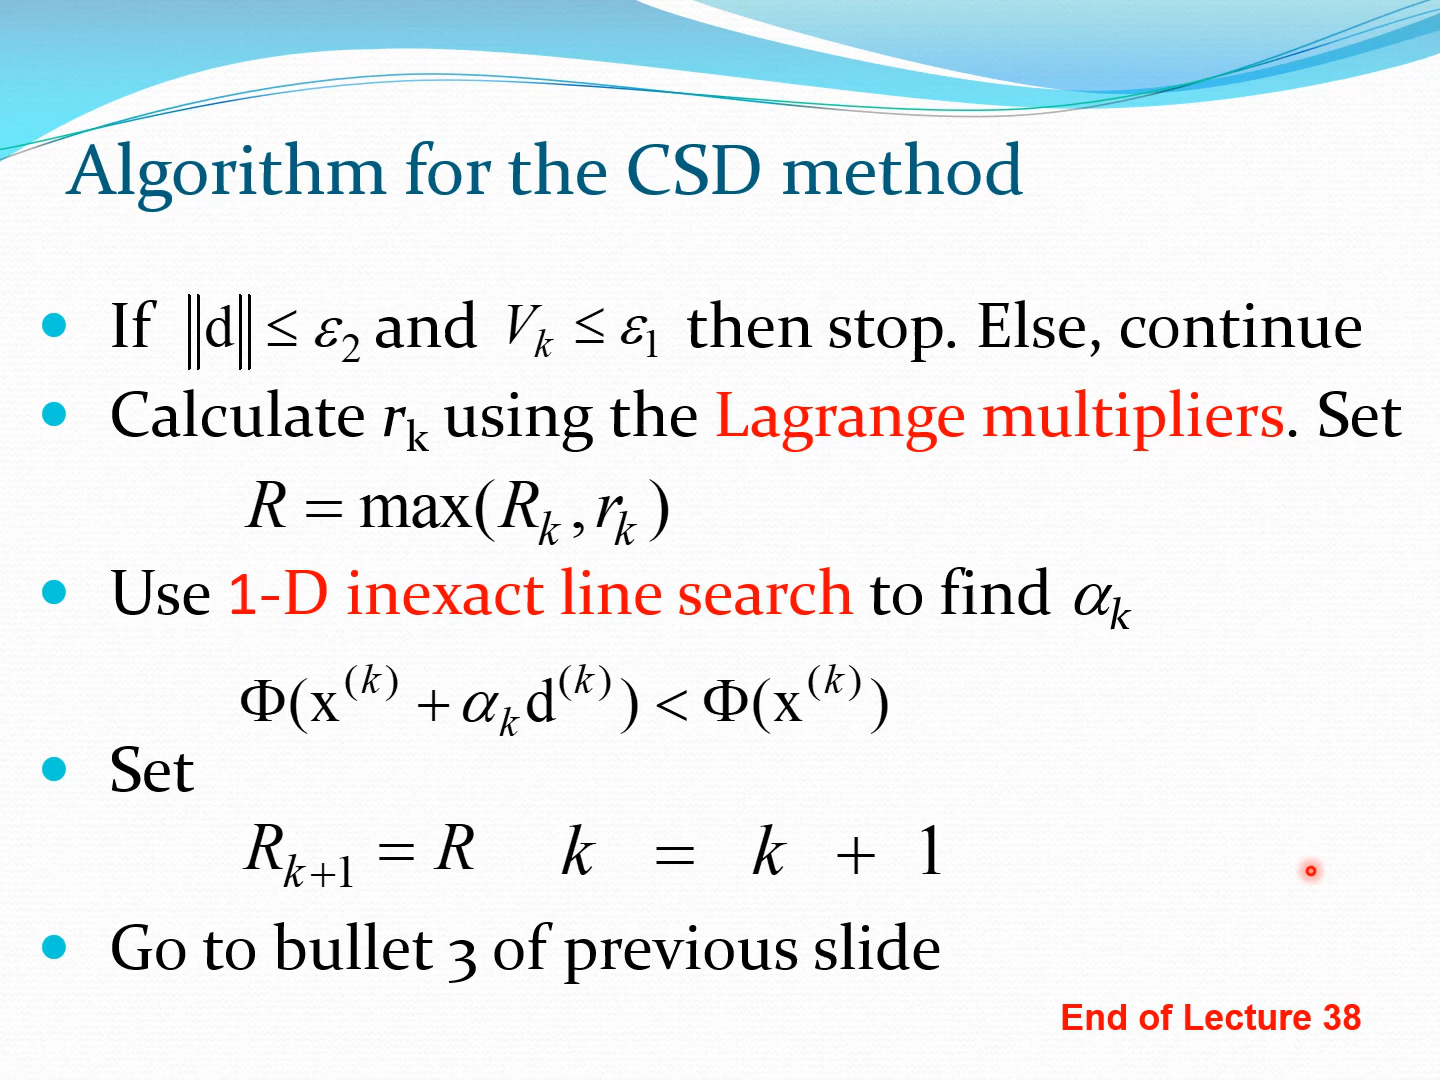 Algorithm for the CSD method
• If ‖d‖ ≤ ε₂ and Vₖ ≤ ε₁ then stop. Else, continue
• Calculate rₖ using the Lagrange multipliers. Set
R = max(Rₖ, rₖ)
• Use 1-D inexact line search to find αₖ
Φ(x⁽ᵏ⁾ + αₖd⁽ᵏ⁾) < Φ(x⁽ᵏ⁾)
• Set
Rₖ₊₁ = R k = k + 1
• Go to bullet 3 of previous slide
End of Lecture 38